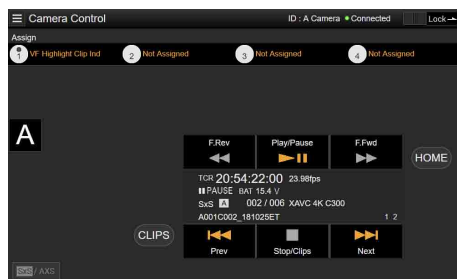 Camera Control ID : A Camera Connected Lock
Assign
1 VF Highlight Clip Ind 2 Not Assigned 3 Not Assigned 4 Not Assigned
A
F.Rev Play/Pause F.Fwd
HOME
TCR 20:54:22:00 23.98fps
PAUSE BAT 15.4 V
SxS A 002 / 006 XAVC 4K C300
A001C002_181025ET 1 2
CLIPS
Prev Stop/Clips Next
SxS / AXS